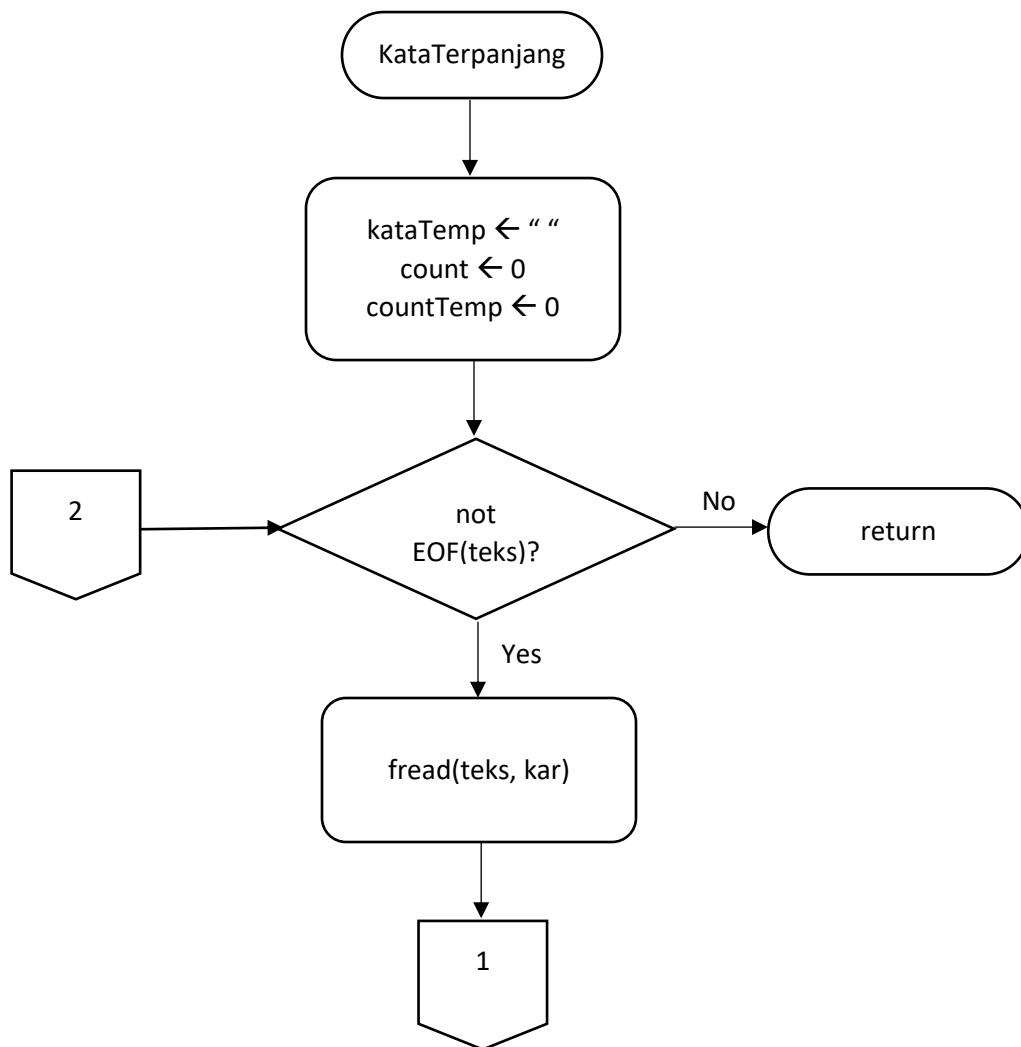 KataTerpanjang
kataTemp ← “ “
count ← 0
countTemp ← 0
2
not
EOF(teks)?
No
return
Yes
fread(teks, kar)
1